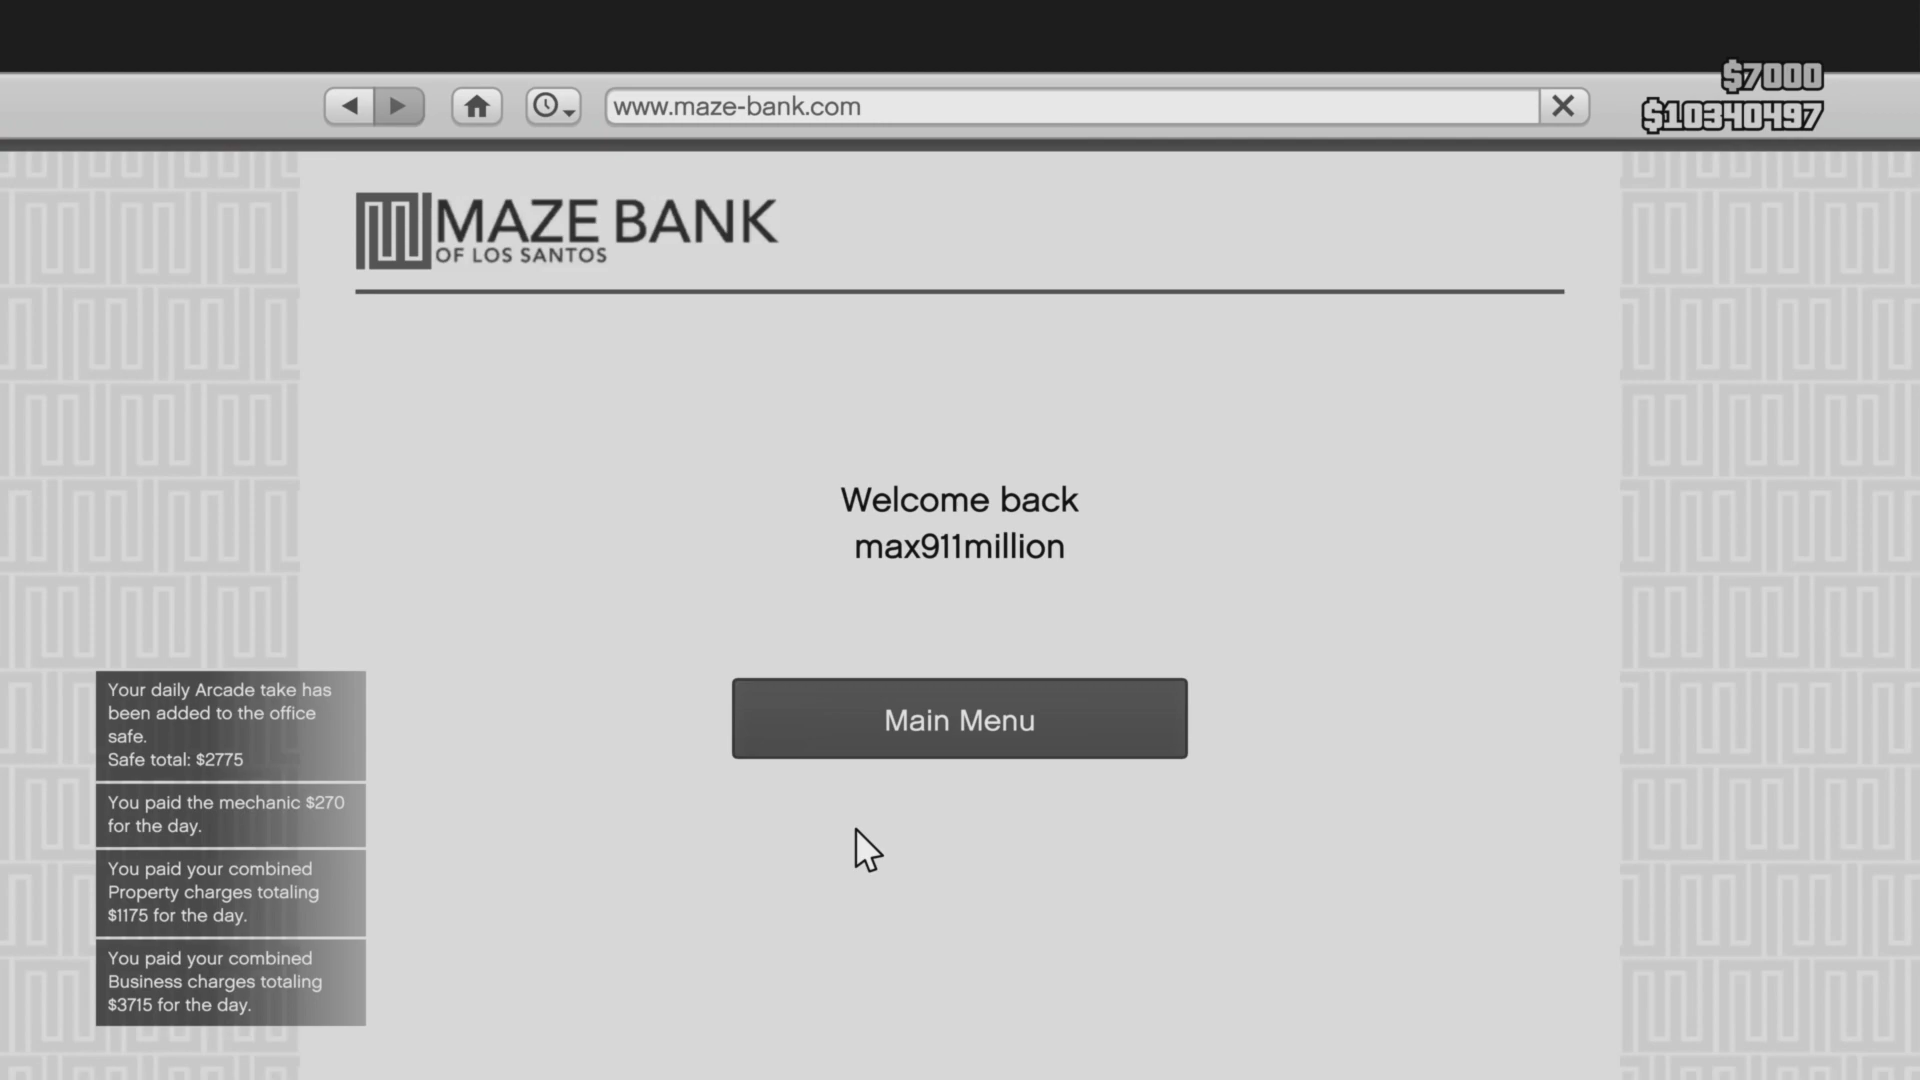 $7000
www.maze-bank.com
$10340497
MAZE BANK
OF LOS SANTOS
Welcome back
max911million
Main Menu
Your daily Arcade take has
been added to the office
safe.
Safe total: $2775
You paid the mechanic $270
for the day.
You paid your combined
Property charges totaling
$1175 for the day.
You paid your combined
Business charges totaling
$3715 for the day.